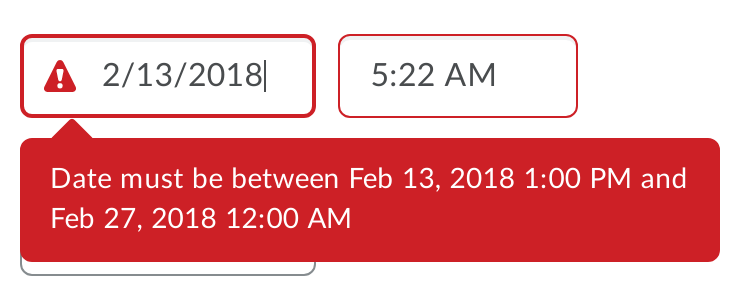 2/13/2018
5:22 AM
Date must be between Feb 13, 2018 1:00 PM and
Feb 27, 2018 12:00 AM